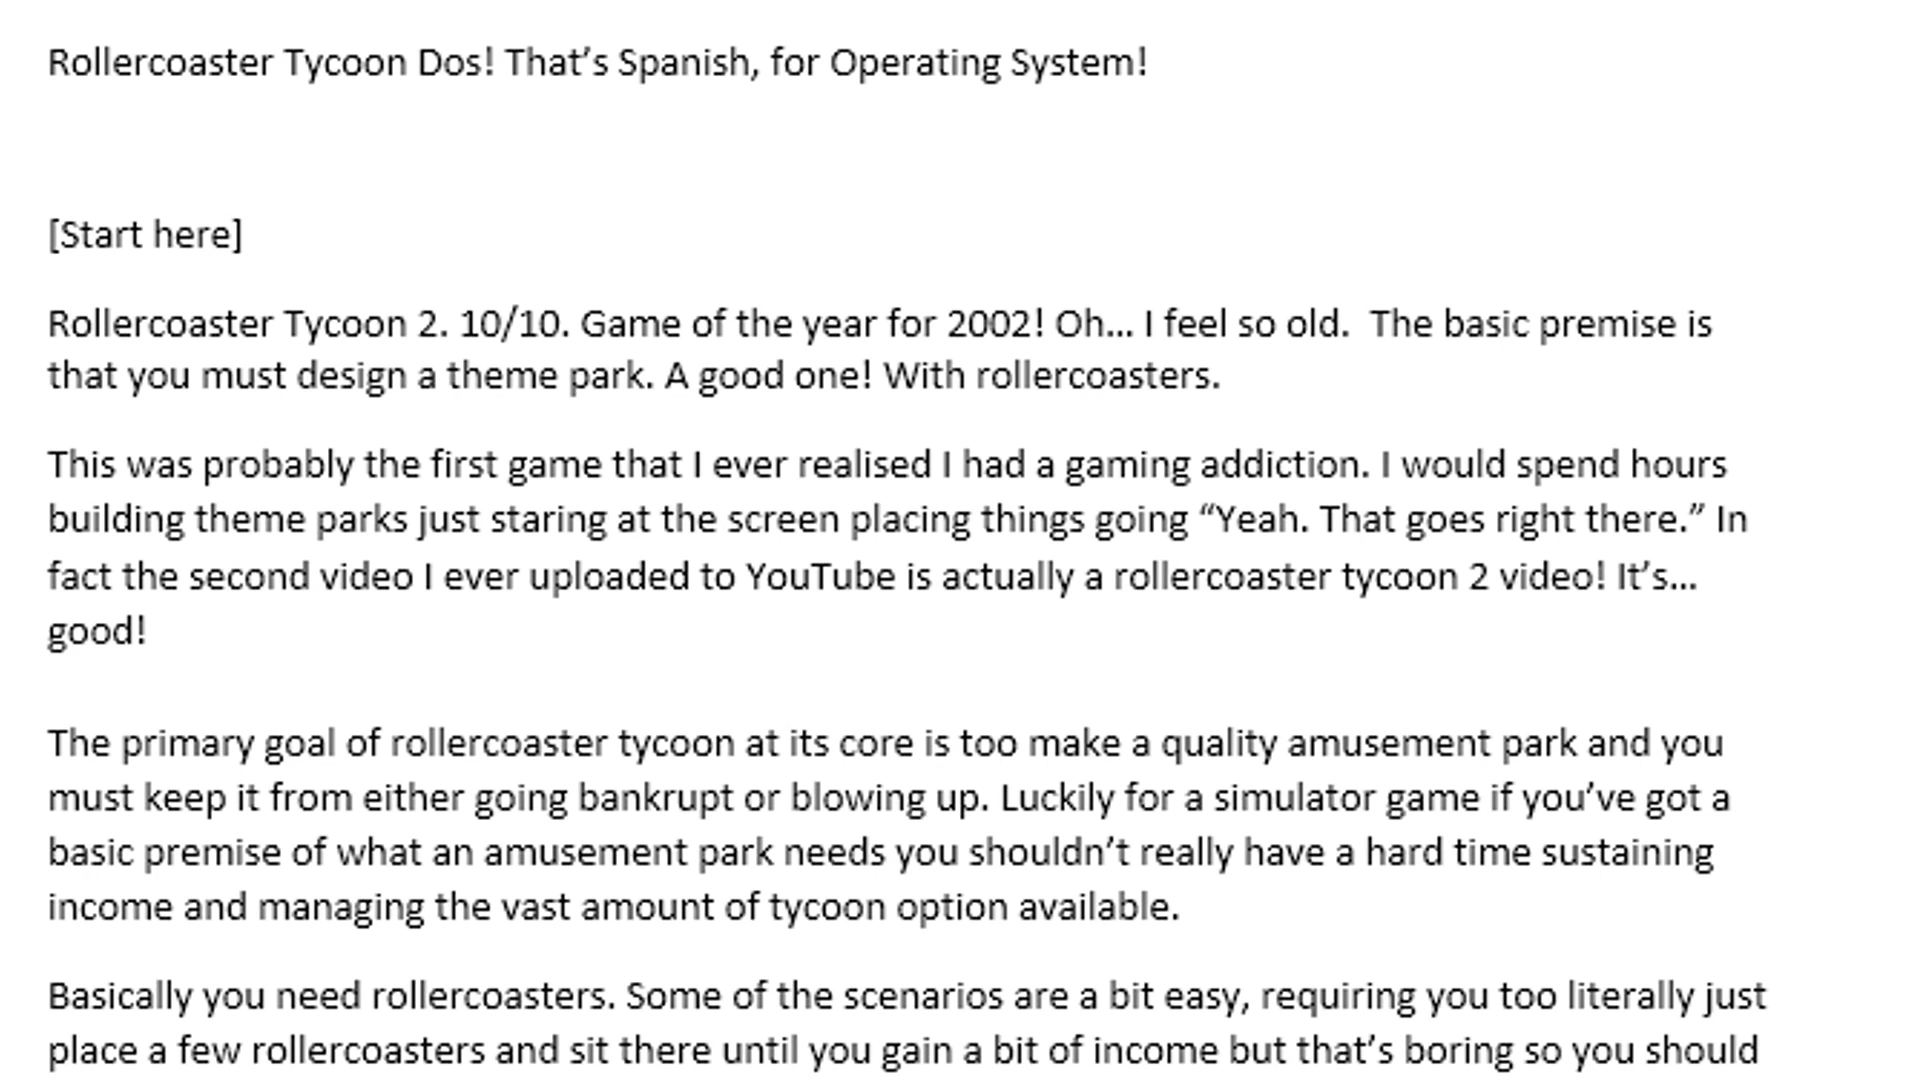 Rollercoaster Tycoon Dos! That’s Spanish, for Operating System!
[Start here]
Rollercoaster Tycoon 2. 10/10. Game of the year for 2002! Oh… I feel so old.  The basic premise is
that you must design a theme park. A good one! With rollercoasters.
This was probably the first game that I ever realised I had a gaming addiction. I would spend hours
building theme parks just staring at the screen placing things going “Yeah. That goes right there.” In
fact the second video I ever uploaded to YouTube is actually a rollercoaster tycoon 2 video! It’s…
good!
The primary goal of rollercoaster tycoon at its core is too make a quality amusement park and you
must keep it from either going bankrupt or blowing up. Luckily for a simulator game if you’ve got a
basic premise of what an amusement park needs you shouldn’t really have a hard time sustaining
income and managing the vast amount of tycoon option available.
Basically you need rollercoasters. Some of the scenarios are a bit easy, requiring you too literally just
place a few rollercoasters and sit there until you gain a bit of income but that’s boring so you should